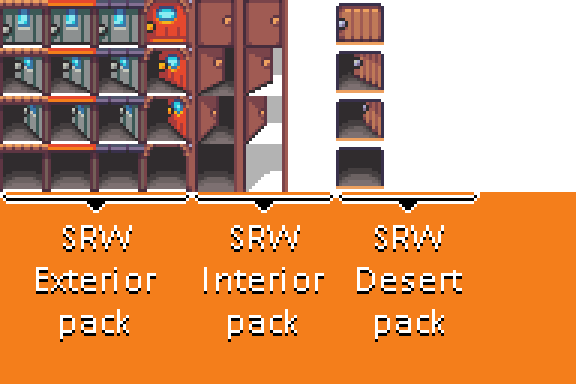 SRW
Exterior
pack
SRW
Interior
pack
SRW
Desert
pack